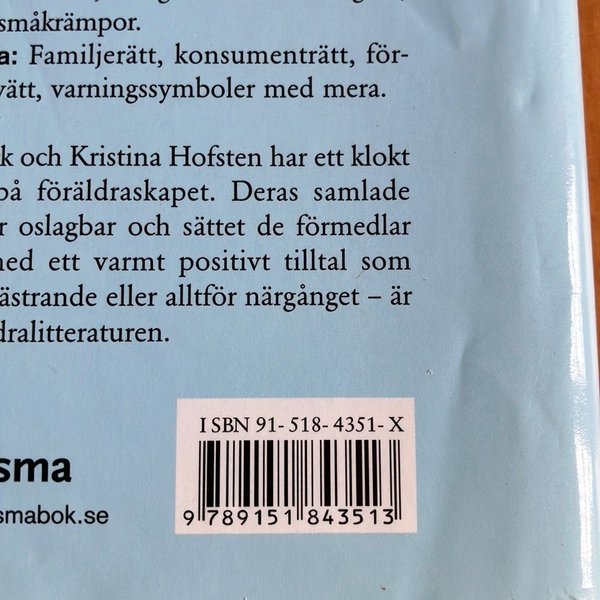 småkrämpor.
a: Familjerätt, konsumenträtt, för-
vätt, varningssymboler med mera.
k och Kristina Hofsten har ett klokt
på föräldraskapet. Deras samlade
r oslagbar och sättet de förmedlar
med ett varmt positivt tilltal som
ästrande eller alltför närgånget – är
dralitteraturen.
ISBN 91-518-4351-X
9 789151 843513
sma
smabok.se